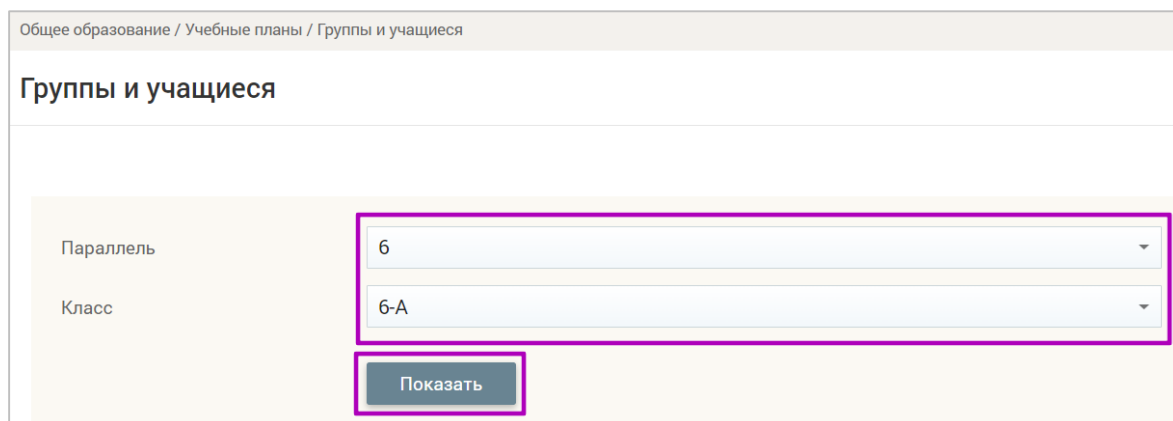 Общее образование / Учебные планы / Группы и учащиеся
Группы и учащиеся
Параллель 6
Класс 6-А
Показать